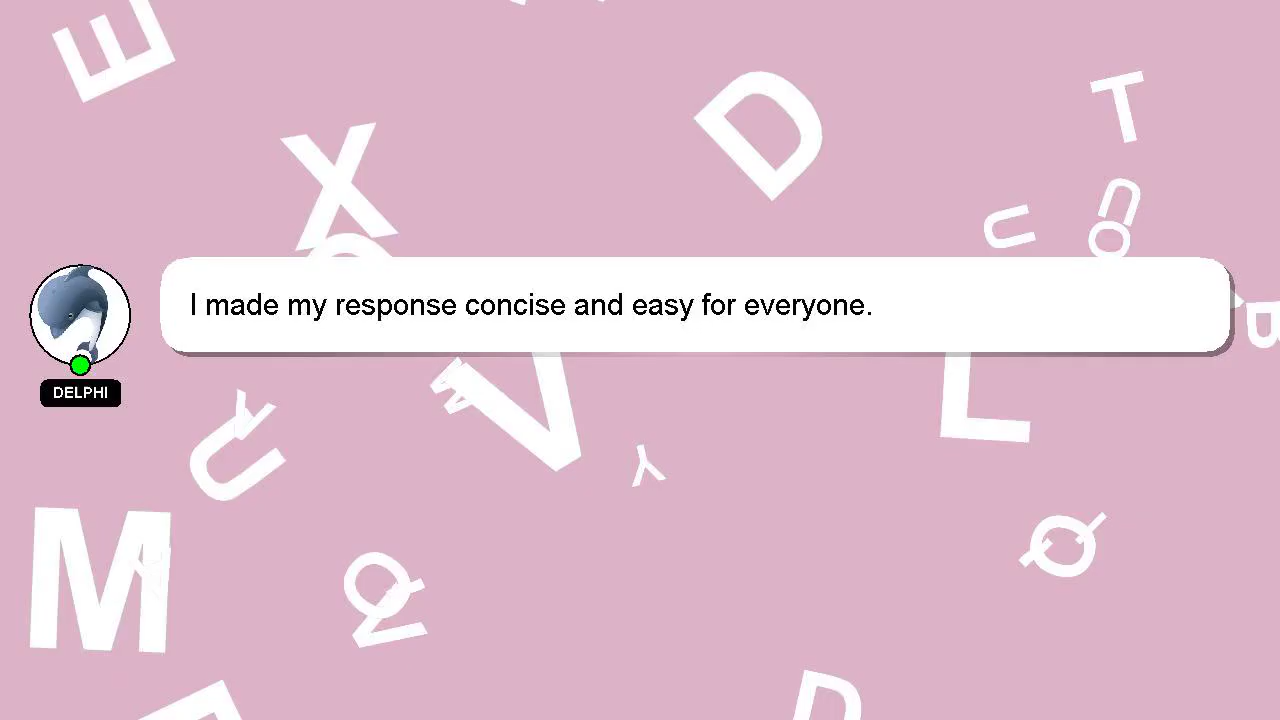 E
X
D
T
U
U
O
I made my response concise and easy for everyone.
DELPHI
B
V
L
Y
U
Y
M
Q
Q
D